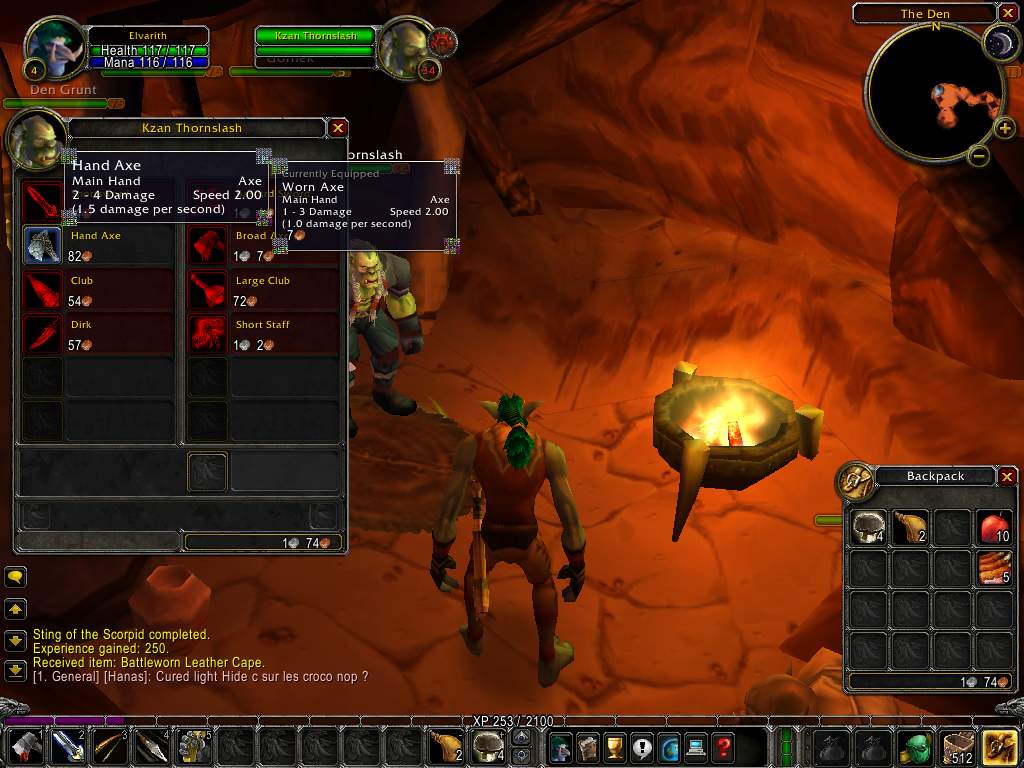 Elvarith
Health 117 / 117
Mana 116 / 116
4
Kzan Thornslash
34
Gornek
Den Grunt
The Den
N
Kzan Thornslash
Hand Axe
Main Hand Axe
2 - 4 Damage Speed 2.00
(1.5 damage per second)
ornslash
Currently Equipped
Worn Axe
Main Hand Axe
1 - 3 Damage Speed 2.00
(1.0 damage per second)
7
Hand Axe
82
Broad A
1 7
Club
54
Large Club
72
Dirk
57
Short Staff
1 2
1 74
Backpack
4 2 10
5
1 74
Sting of the Scorpid completed.
Experience gained: 250.
Received item: Battleworn Leather Cape.
[1. General] [Hanas]: Cured light Hide c sur les croco nop ?
XP 253 / 2100
1 2 3 4 5
2 4
512